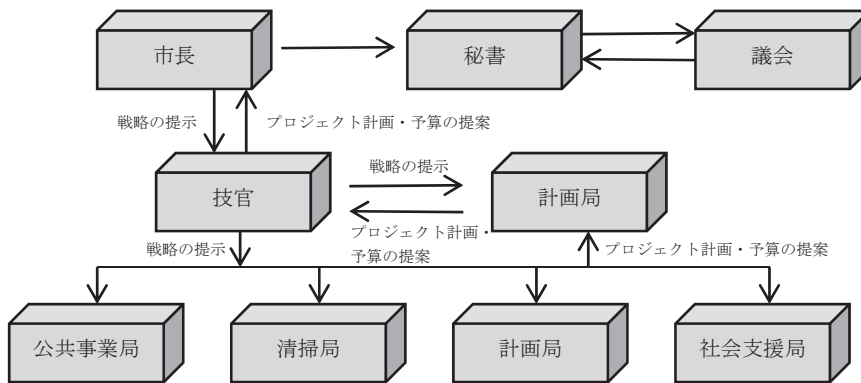 市長
秘書
議会
戦略の提示
プロジェクト計画・予算の提案
技官
戦略の提示
計画局
プロジェクト計画・
予算の提案
戦略の提示
プロジェクト計画・予算の提案
公共事業局
清掃局
計画局
社会支援局